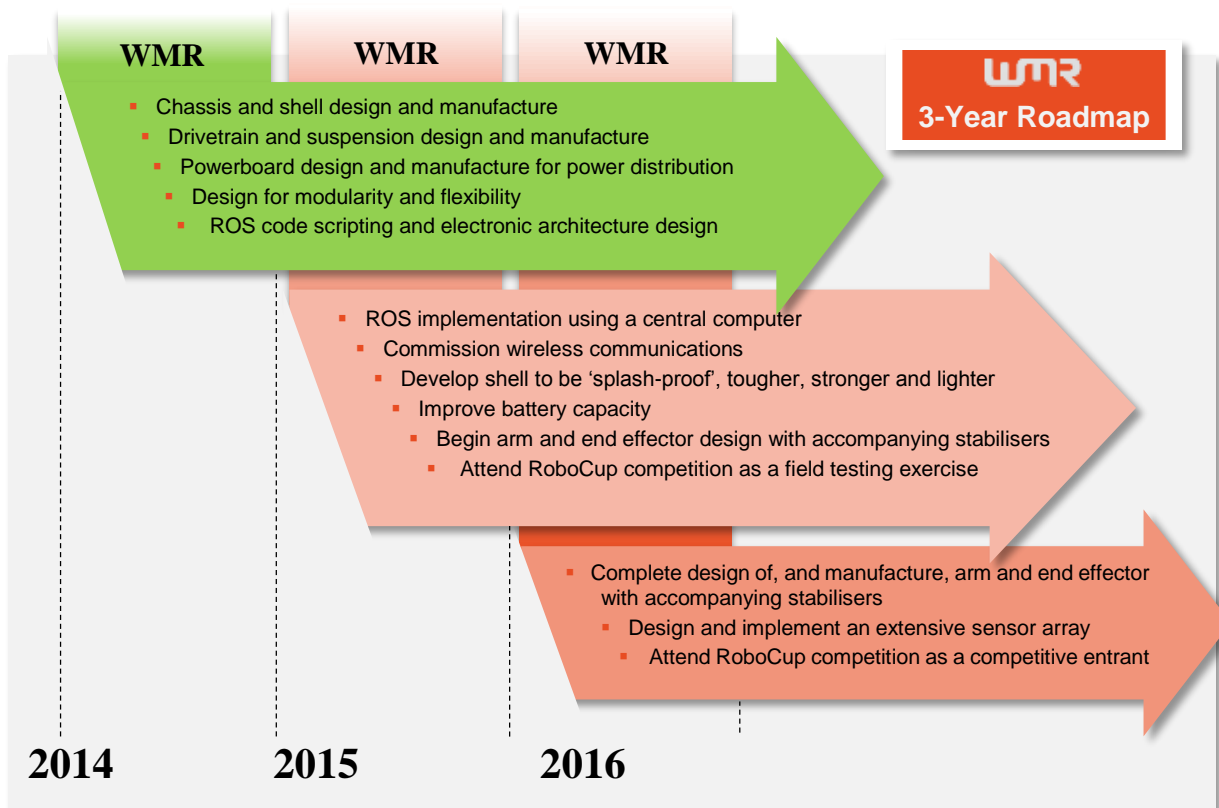 WMR
WMR
WMR
WMR
3-Year Roadmap
▪ Chassis and shell design and manufacture
▪ Drivetrain and suspension design and manufacture
▪ Powerboard design and manufacture for power distribution
▪ Design for modularity and flexibility
▪ ROS code scripting and electronic architecture design
▪ ROS implementation using a central computer
▪ Commission wireless communications
▪ Develop shell to be ‘splash-proof’, tougher, stronger and lighter
▪ Improve battery capacity
▪ Begin arm and end effector design with accompanying stabilisers
▪ Attend RoboCup competition as a field testing exercise
▪ Complete design of, and manufacture, arm and end effector
with accompanying stabilisers
▪ Design and implement an extensive sensor array
▪ Attend RoboCup competition as a competitive entrant
2014
2015
2016